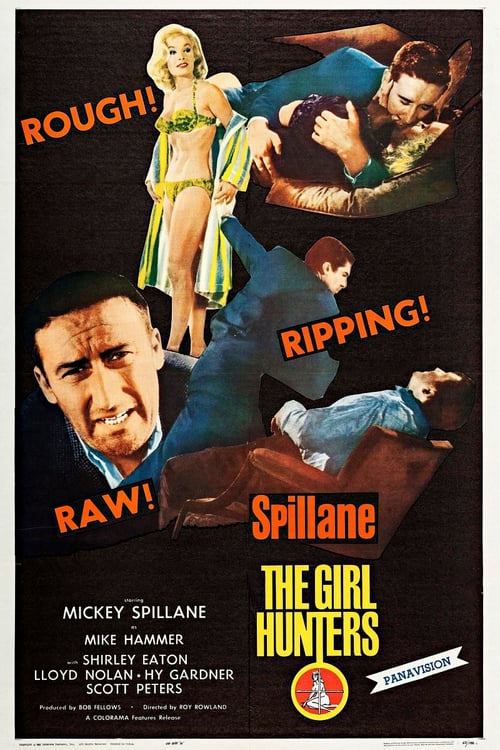 ROUGH!
RIPPING!
RAW!
Spillane
THE GIRL
HUNTERS
PANAVISION
starring
MICKEY SPILLANE
as
MIKE HAMMER
with SHIRLEY EATON
LLOYD NOLAN • HY GARDNER
SCOTT PETERS
Produced by BOB FELLOWS
Directed by ROY ROWLAND
A COLORAMA Features Release